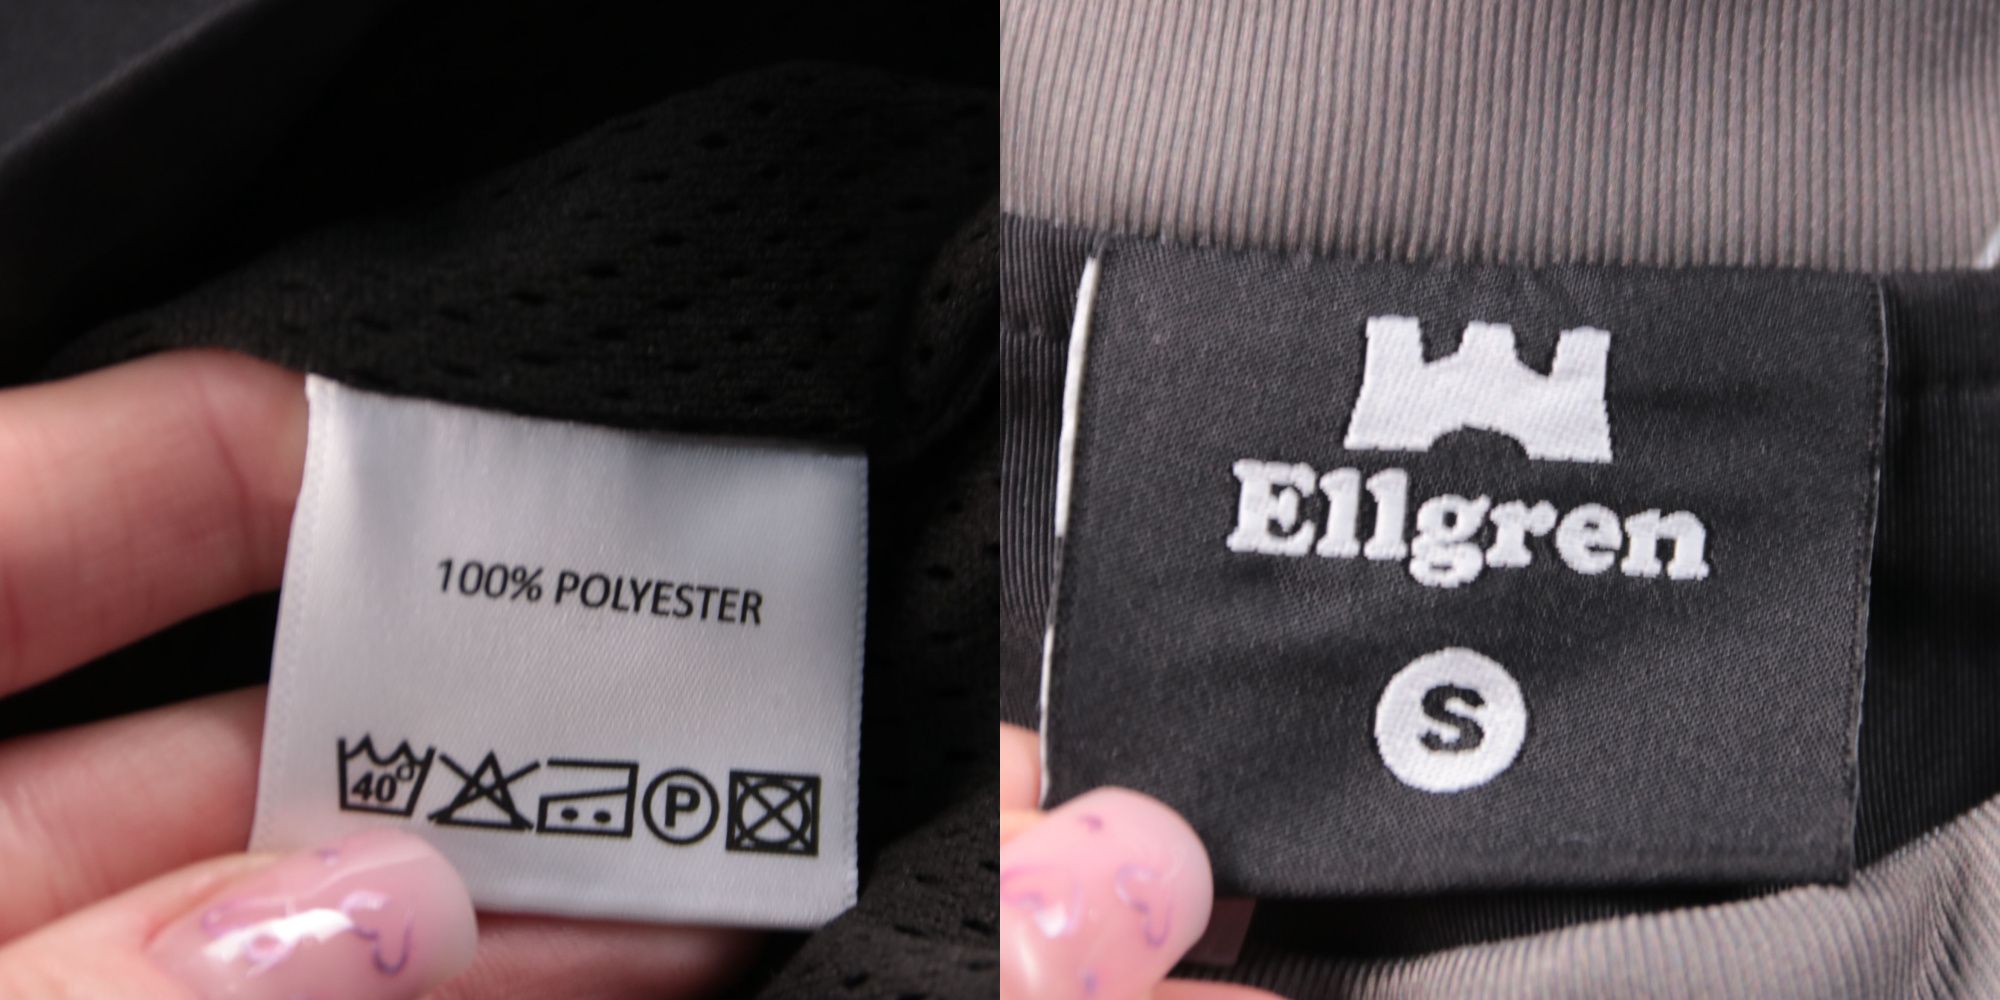 100% POLYESTER
40°
P
Ellgren
S